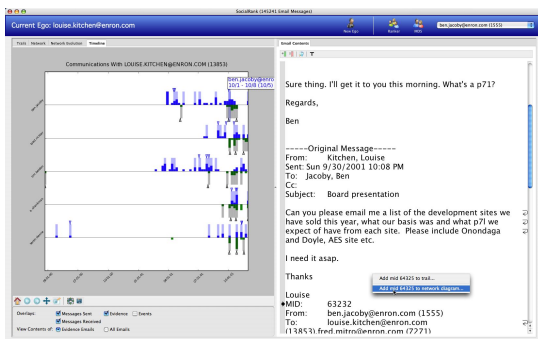 SocialRank (145241 Email Messages)
Current Ego: louise.kitchen@enron.com
New Ego
Ranker
MDS
ben.jacoby@enron.com (1555)
Traits
Network
Network Evolution
Timeline
Communications With LOUISE.KITCHEN@ENRON.COM (13853)
ben.jacoby@enro
10/1 - 10/8 (10/5)
Overlaps:
Messages Sent
Evidence
Events
Messages Received
View Contents of:
Evidence Emails
All Emails
Email Contents
Sure thing. I'll get it to you this morning. What's a p71?
Regards,
Ben
-----Original Message-----
From: Kitchen, Louise
Sent: Sun 9/30/2001 10:08 PM
To: Jacoby, Ben
Cc:
Subject: Board presentation
Can you please email me a list of the development sites we
have sold this year, what our basis was and what p7l we
expect of have from each site. Please include Onondaga
and Doyle, AES site etc.
I need it asap.
Thanks
Add mid 64325 to trail...
Add mid 64325 to network diagram...
Louise
MID: 63232
From: ben.jacoby@enron.com (1555)
To: louise.kitchen@enron.com
(13853),fred.mitro@enron.com (7271)